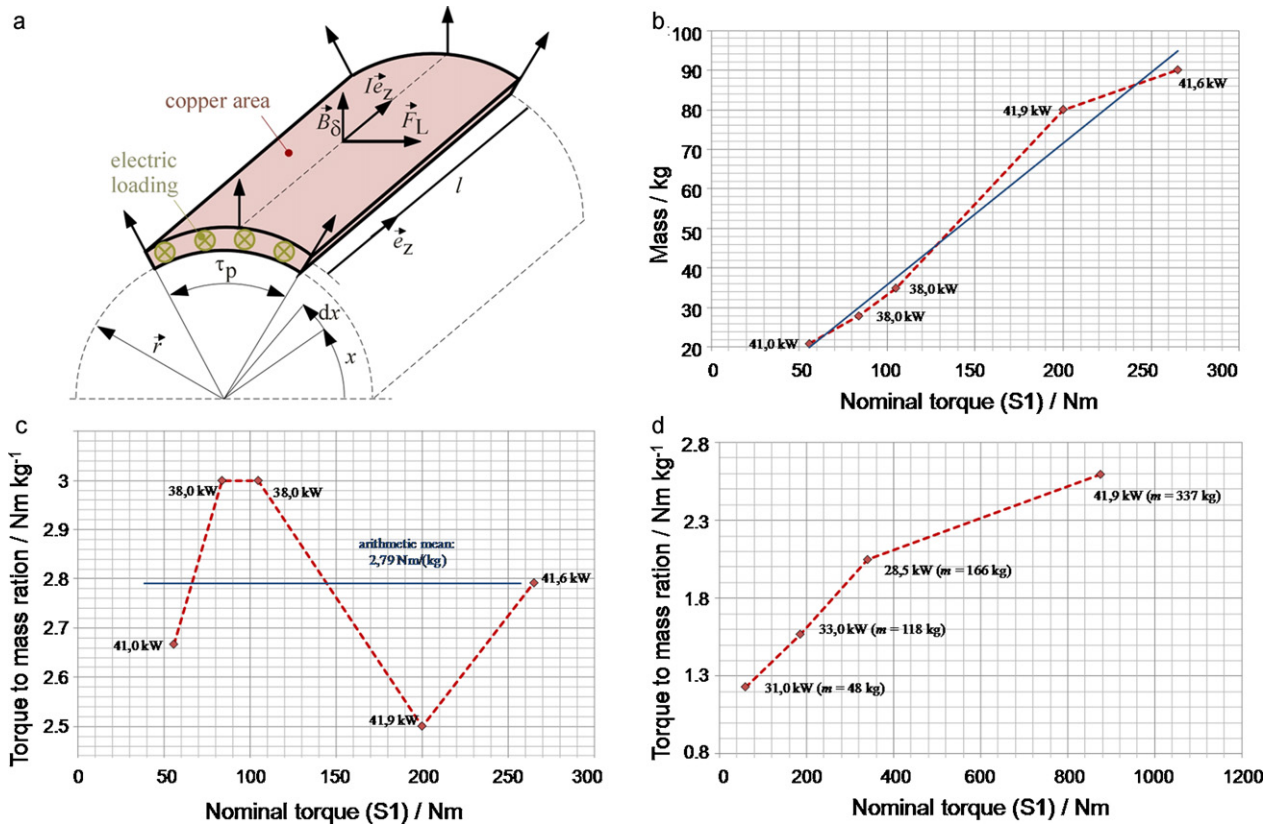 a
copper area
electric
loading
B⃗δ
Ie⃗z
F⃗L
l
e⃗z
τp
dx
x
r⃗
b
100
90
80
70
60
50
40
30
20
Mass / kg
41,0 kW
38,0 kW
38,0 kW
41,9 kW
41,6 kW
0 50 100 150 200 250 300
Nominal torque (S1) / Nm
c
3
2.9
2.8
2.7
2.6
2.5
Torque to mass ration / Nm kg-1
38,0 kW
38,0 kW
arithmetic mean:
2,79 Nm/(kg)
41,6 kW
41,0 kW
41,9 kW
0 50 100 150 200 250 300
Nominal torque (S1) / Nm
d
2.8
2.3
1.8
1.3
0.8
Torque to mass ration / Nm kg-1
41,9 kW (m = 337 kg)
28,5 kW (m = 166 kg)
33,0 kW (m = 118 kg)
31,0 kW (m = 48 kg)
0 200 400 600 800 1000 1200
Nominal torque (S1) / Nm